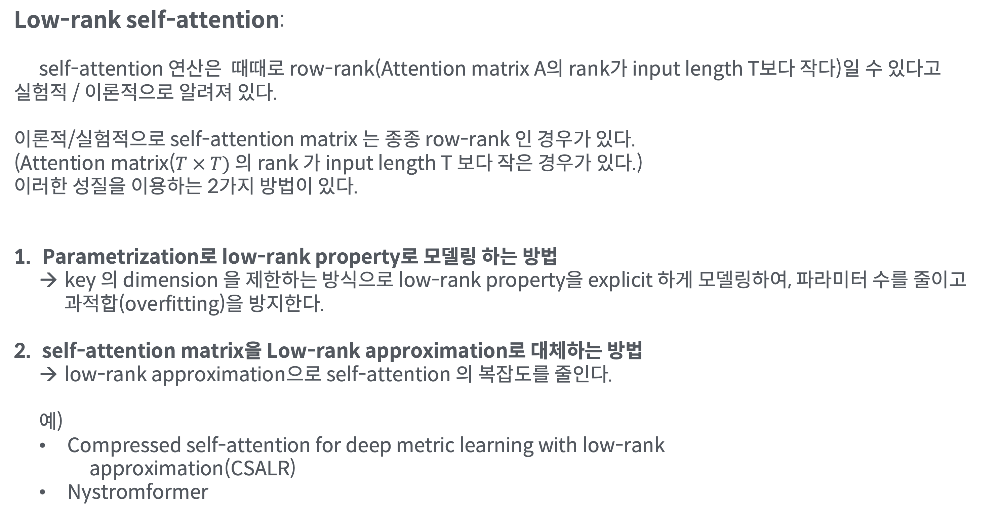 Low-rank self-attention:
self-attention 연산은 때때로 row-rank(Attention matrix A의 rank가 input length T보다 작다)일 수 있다고
실험적 / 이론적으로 알려져 있다.
이론적/실험적으로 self-attention matrix 는 종종 row-rank 인 경우가 있다.
(Attention matrix(T × T) 의 rank 가 input length T 보다 작은 경우가 있다.)
이러한 성질을 이용하는 2가지 방법이 있다.
1. Parametrization로 low-rank property로 모델링 하는 방법
→ key 의 dimension 을 제한하는 방식으로 low-rank property을 explicit 하게 모델링하여, 파라미터 수를 줄이고
과적합(overfitting)을 방지한다.
2. self-attention matrix을 Low-rank approximation로 대체하는 방법
→ low-rank approximation으로 self-attention 의 복잡도를 줄인다.
예)
• Compressed self-attention for deep metric learning with low-rank
approximation(CSALR)
• Nystromformer